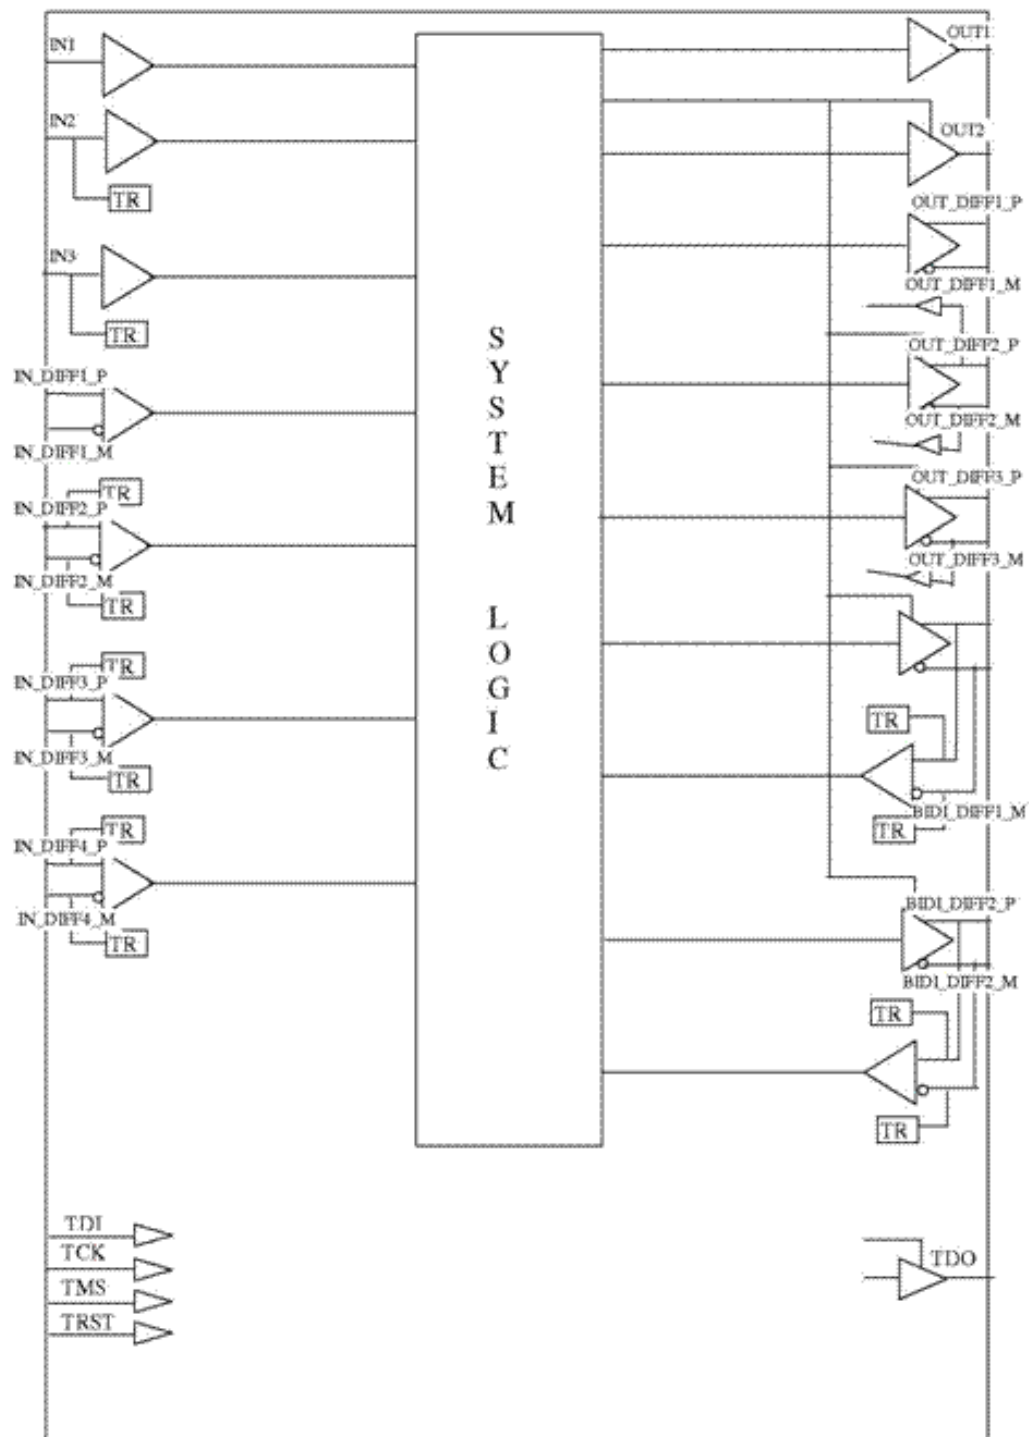 IN1
IN2
TR
IN3
TR
IN_DIFF1_P
IN_DIFF1_M
TR
IN_DIFF2_P
IN_DIFF2_M
TR
TR
IN_DIFF3_P
IN_DIFF3_M
TR
TR
IN_DIFF4_P
IN_DIFF4_M
TR
SYSTEM
LOGIC
OUT1
OUT2
OUT_DIFF1_P
OUT_DIFF1_M
OUT_DIFF2_P
OUT_DIFF2_M
OUT_DIFF3_P
OUT_DIFF3_M
TR
BIDI_DIFF1_M
TR
BIDI_DIFF2_P
BIDI_DIFF2_M
TR
TR
TDI
TCK
TMS
TRST
TDO